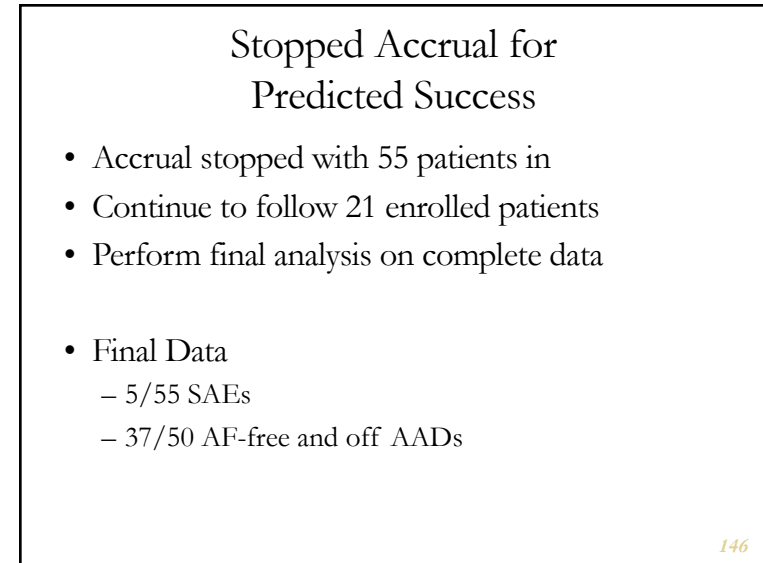 Stopped Accrual for
Predicted Success
• Accrual stopped with 55 patients in
• Continue to follow 21 enrolled patients
• Perform final analysis on complete data
• Final Data
– 5/55 SAEs
– 37/50 AF-free and off AADs
146